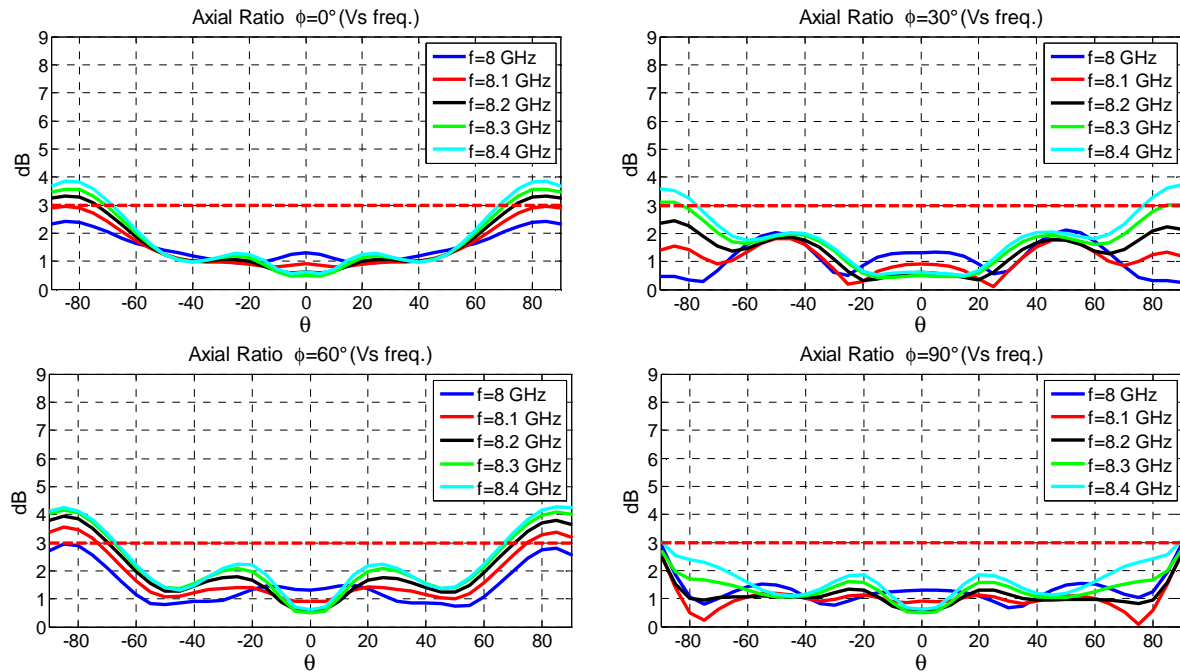 Axial Ratio ϕ=0° (Vs freq.)
9
8
7
6
5
4
3
2
1
0
dB
-80 -60 -40 -20 0 20 40 60 80
θ
f=8 GHz
f=8.1 GHz
f=8.2 GHz
f=8.3 GHz
f=8.4 GHz
Axial Ratio ϕ=30° (Vs freq.)
9
8
7
6
5
4
3
2
1
0
dB
-80 -60 -40 -20 0 20 40 60 80
θ
f=8 GHz
f=8.1 GHz
f=8.2 GHz
f=8.3 GHz
f=8.4 GHz
Axial Ratio ϕ=60° (Vs freq.)
9
8
7
6
5
4
3
2
1
0
dB
-80 -60 -40 -20 0 20 40 60 80
θ
f=8 GHz
f=8.1 GHz
f=8.2 GHz
f=8.3 GHz
f=8.4 GHz
Axial Ratio ϕ=90° (Vs freq.)
9
8
7
6
5
4
3
2
1
0
dB
-80 -60 -40 -20 0 20 40 60 80
θ
f=8 GHz
f=8.1 GHz
f=8.2 GHz
f=8.3 GHz
f=8.4 GHz